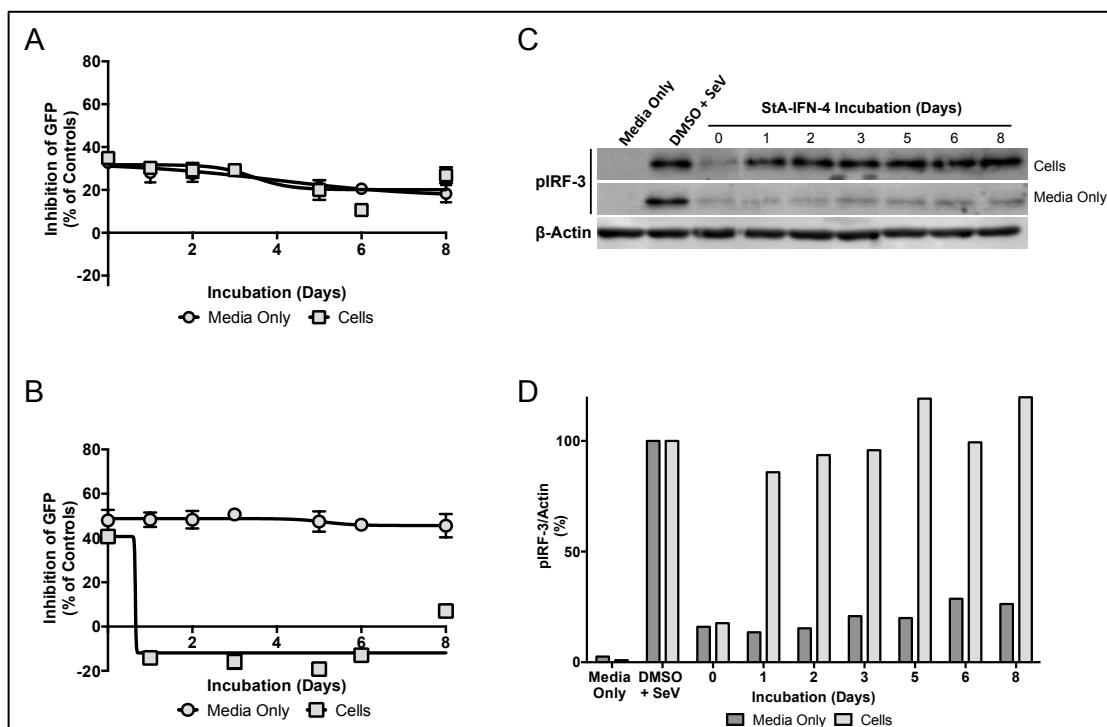 A
80
60
40
20
0
-20
Inhibition of GFP
(% of Controls)
2 4 6 8
Incubation (Days)
Media Only Cells
B
80
60
40
20
0
-20
Inhibition of GFP
(% of Controls)
2 4 6 8
Incubation (Days)
Media Only Cells
C
Media Only
DMSO + SeV
StA-IFN-4 Incubation (Days)
0 1 2 3 5 6 8
pIRF-3
Cells
Media Only
β-Actin
D
100
50
0
pIRF-3/Actin
(%)
Media
Only
DMSO
+ SeV
0 1 2 3 5 6 8
Incubation (Days)
Media Only Cells